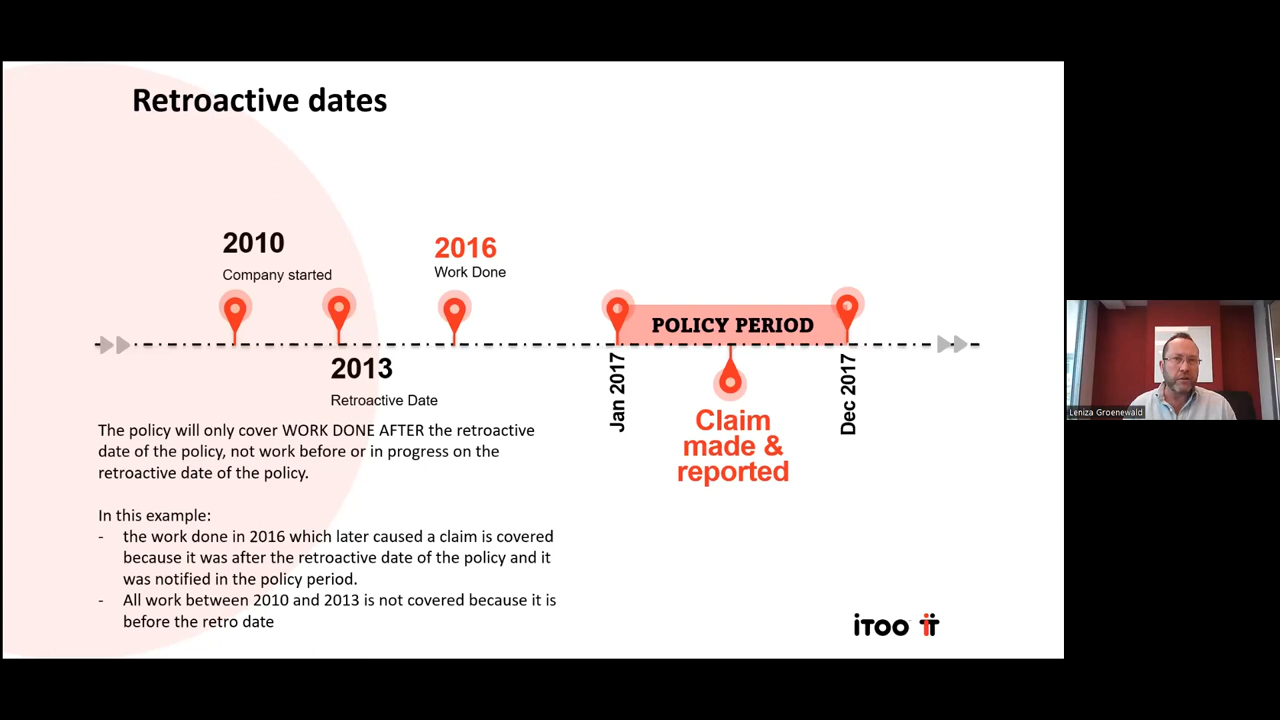 Retroactive dates
2010
Company started
2016
Work Done
POLICY PERIOD
2013
Retroactive Date
Jan 2017
Dec 2017
Claim
made &
reported
The policy will only cover WORK DONE AFTER the retroactive
date of the policy, not work before or in progress on the
retroactive date of the policy.
In this example:
- the work done in 2016 which later caused a claim is covered
because it was after the retroactive date of the policy and it
was notified in the policy period.
- All work between 2010 and 2013 is not covered because it is
before the retro date
iTOO
Leniza Groenewald